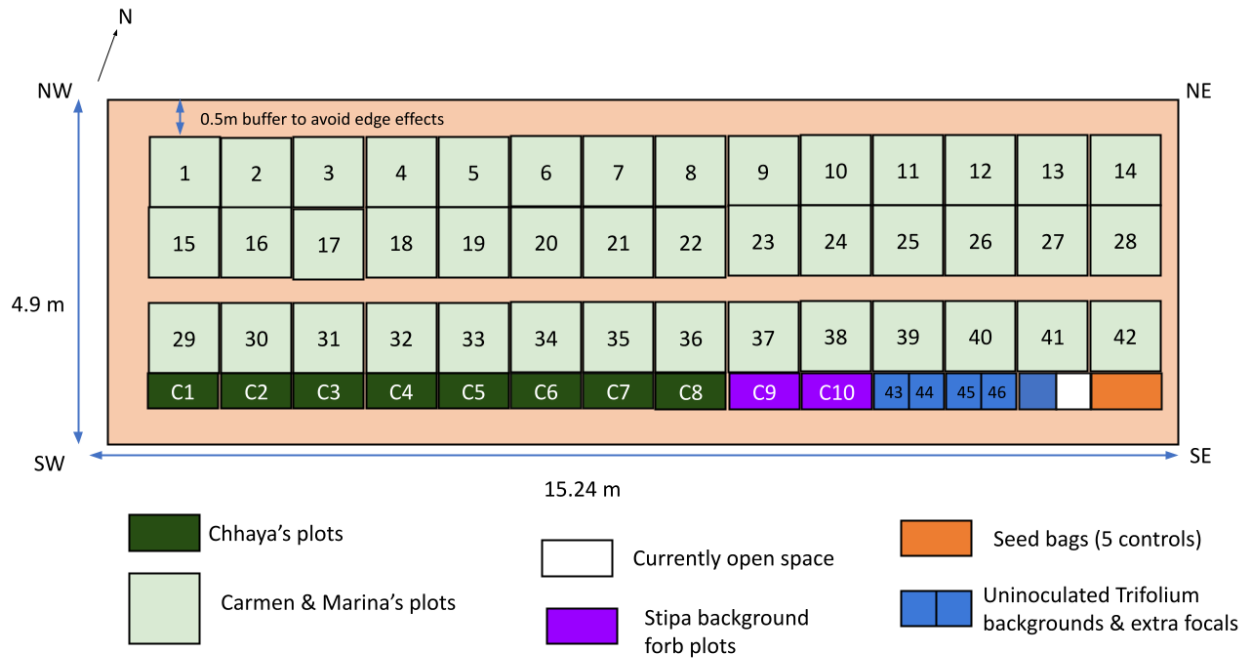 N
NW
NE
0.5m buffer to avoid edge effects
1 2 3 4 5 6 7 8 9 10 11 12 13 14
15 16 17 18 19 20 21 22 23 24 25 26 27 28
4.9 m
29 30 31 32 33 34 35 36 37 38 39 40 41 42
C1 C2 C3 C4 C5 C6 C7 C8 C9 C10 43 44 45 46
SW
SE
15.24 m
Chhaya's plots
Currently open space
Seed bags (5 controls)
Carmen & Marina's plots
Stipa background
forb plots
Uninoculated Trifolium
backgrounds & extra focals